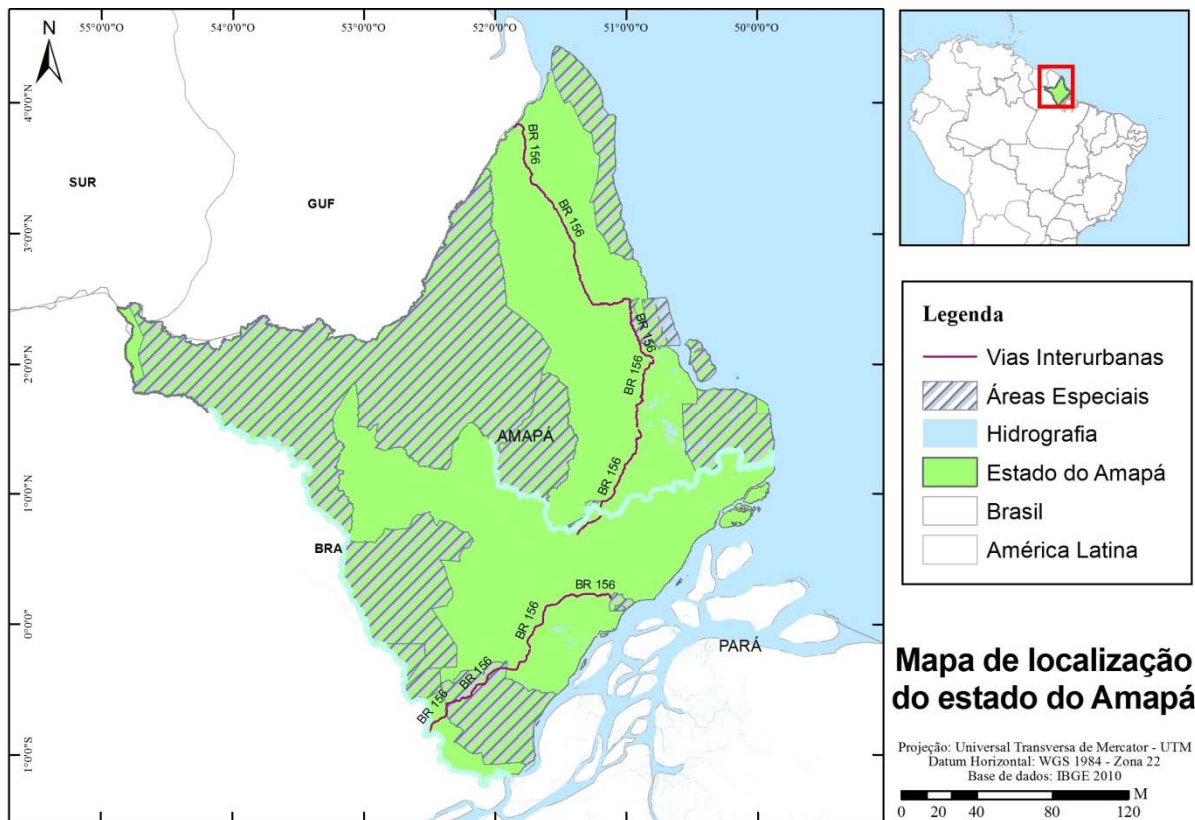 55°0'0"O
54°0'0"O
53°0'0"O
52°0'0"O
51°0'0"O
50°0'0"O
N
4°0'0"N
3°0'0"N
2°0'0"N
1°0'0"N
0°0'0"
1°0'0"S
SUR
GUF
BRA
AMAPÁ
PARÁ
BR 156
BR 156
BR 156
BR 156
BR 156
BR 156
BR 156
BR 156
BR 156
Legenda
Vias Interurbanas
Áreas Especiais
Hidrografia
Estado do Amapá
Brasil
América Latina
Mapa de localização
do estado do Amapá
Projeção: Universal Transversa de Mercator - UTM
Datum Horizontal: WGS 1984 - Zona 22
Base de dados: IBGE 2010
M
0 20 40 80 120